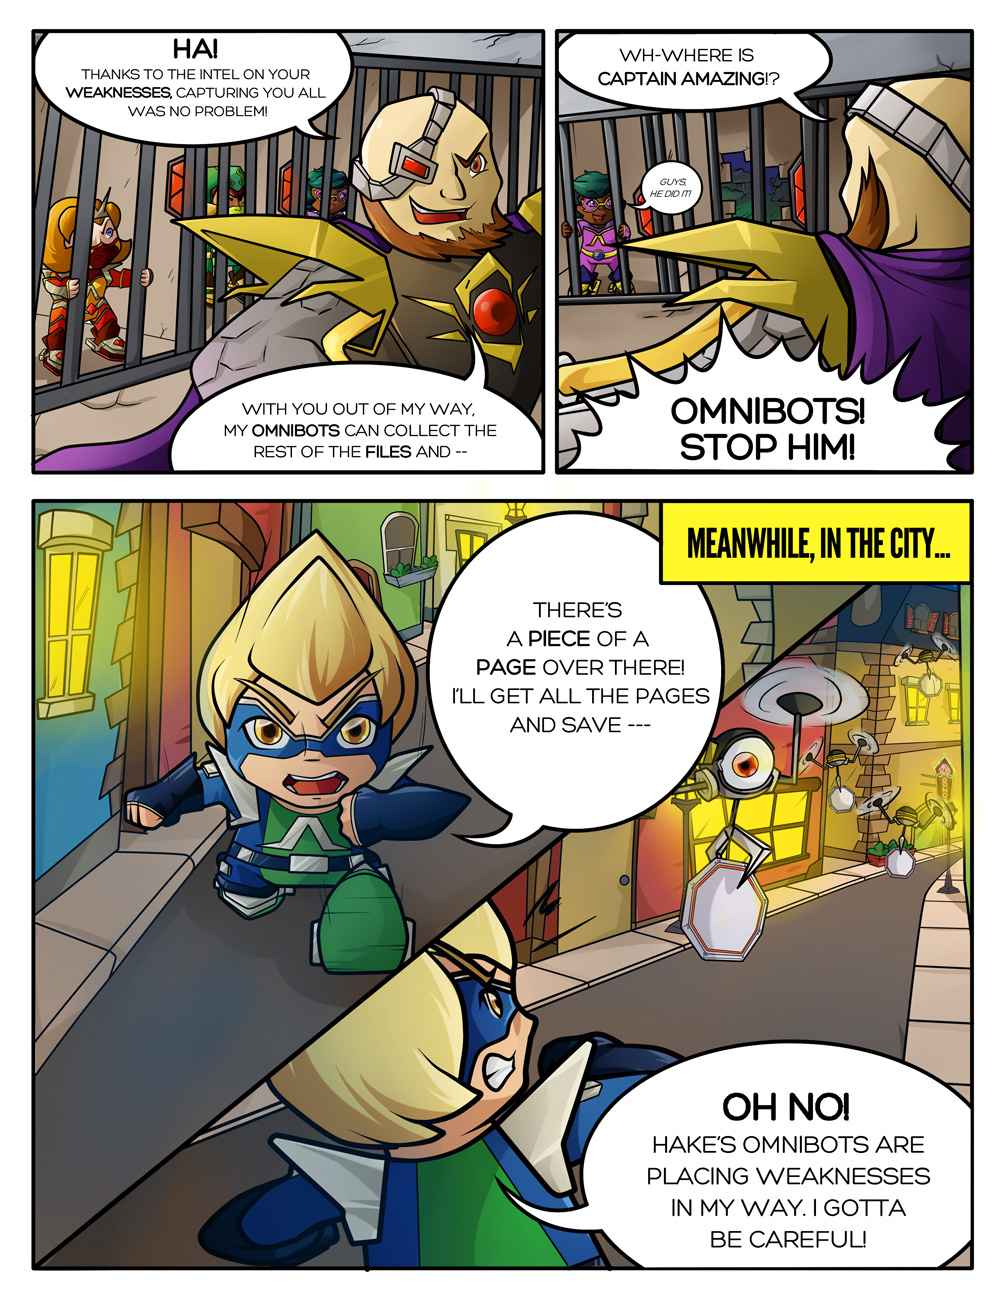 HA!
THANKS TO THE INTEL ON YOUR
WEAKNESSES, CAPTURING YOU ALL
WAS NO PROBLEM!
WITH YOU OUT OF MY WAY,
MY OMNIBOTS CAN COLLECT THE
REST OF THE FILES AND --
WH-WHERE IS
CAPTAIN AMAZING!?
GUYS,
HE DID IT!
OMNIBOTS!
STOP HIM!
MEANWHILE, IN THE CITY...
THERE'S
A PIECE OF A
PAGE OVER THERE!
I'LL GET ALL THE PAGES
AND SAVE ---
OH NO!
HAKE'S OMNIBOTS ARE
PLACING WEAKNESSES
IN MY WAY. I GOTTA
BE CAREFUL!